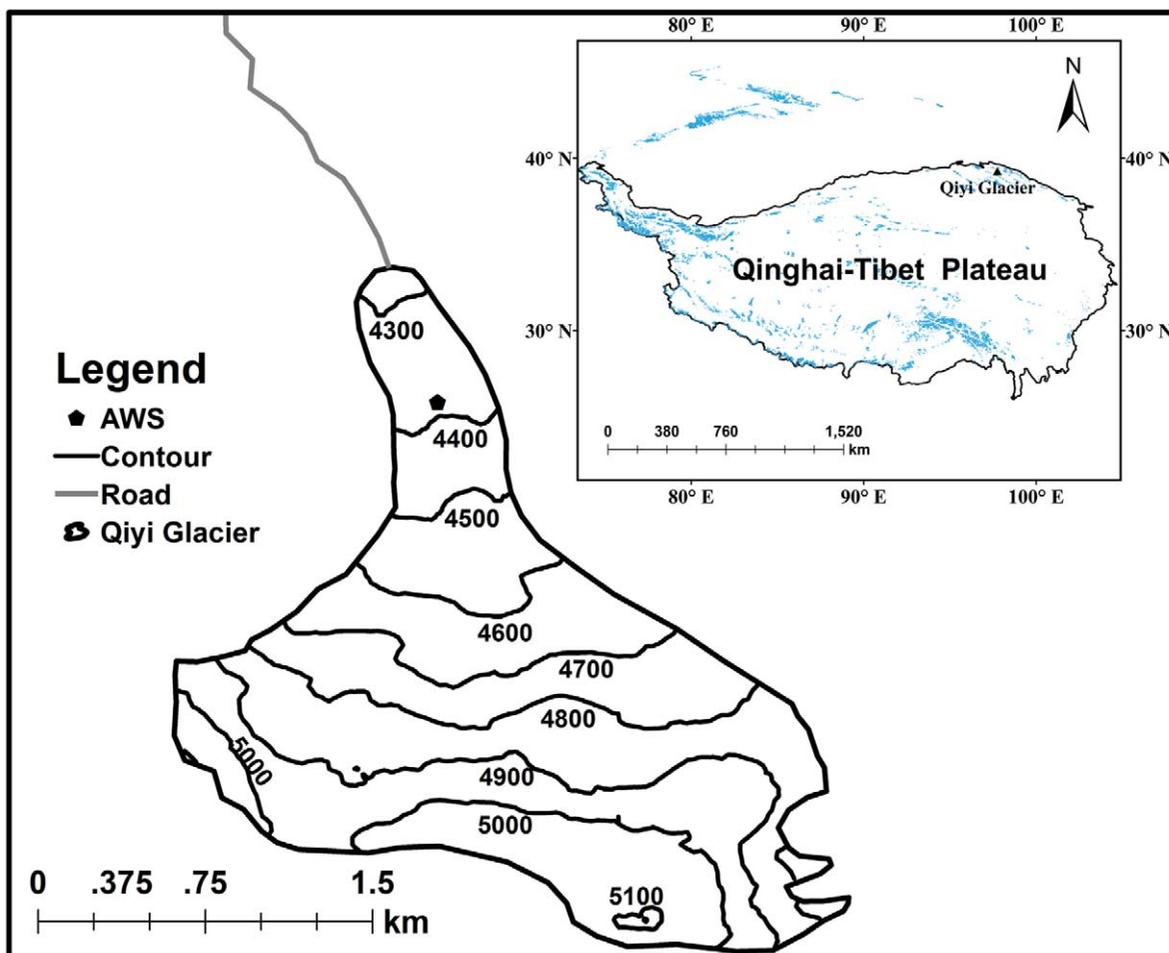 80° E 90° E 100° E
N
40° N 40° N
Qiyi Glacier
Qinghai-Tibet Plateau
30° N 30° N
0 380 760 1,520
km
80° E 90° E 100° E
4300
Legend
AWS
Contour
Road
Qiyi Glacier
4400
4500
4600
4700
4800
5000
4900
5000
5100
0 .375 .75 1.5
km